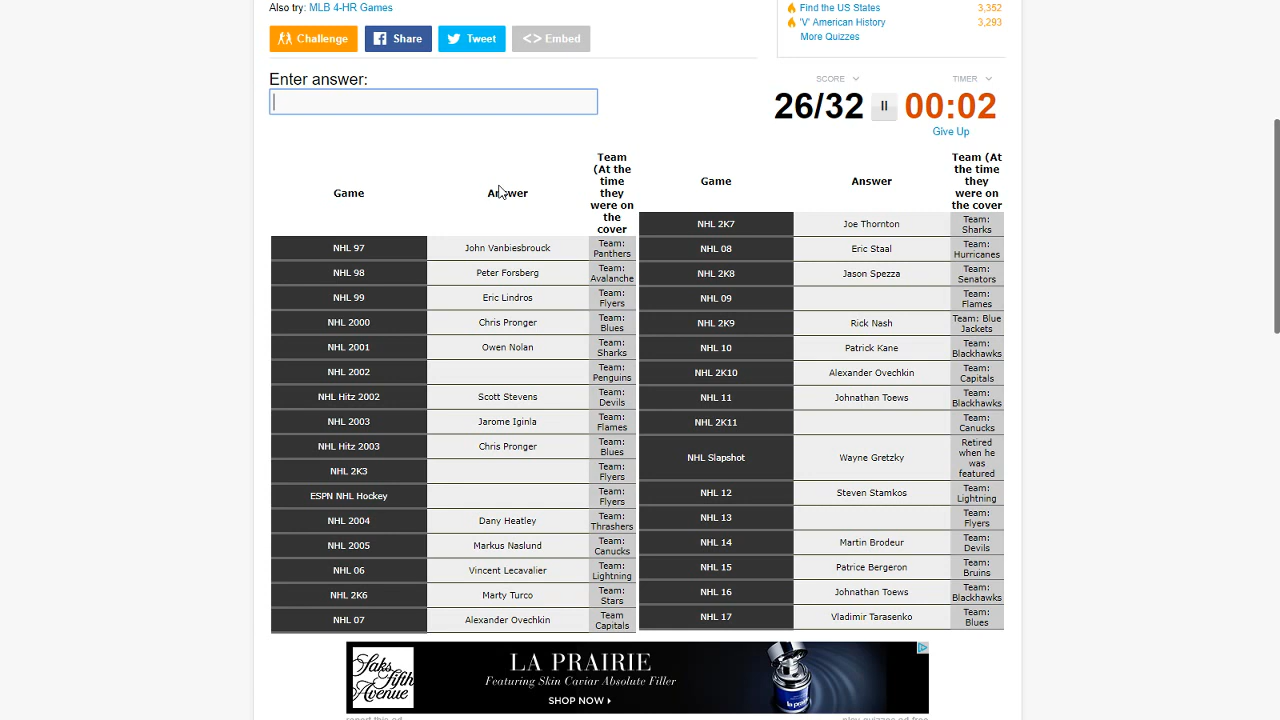 Also try: MLB 4-HR Games
Challenge
Share
Tweet
<> Embed
Find the US States 3,352
'V' American History 3,293
More Quizzes
Enter answer:
SCORE
TIMER
26/32
00:02
Give Up
Game Answer Team (At the time they were on the cover
NHL 97 John Vanbiesbrouck Team: Panthers
NHL 98 Peter Forsberg Team: Avalanche
NHL 99 Eric Lindros Team: Flyers
NHL 2000 Chris Pronger Team: Blues
NHL 2001 Owen Nolan Team: Sharks
NHL 2002 Team: Penguins
NHL Hitz 2002 Scott Stevens Team: Devils
NHL 2003 Jarome Iginla Team: Flames
NHL Hitz 2003 Chris Pronger Team: Blues
NHL 2K3 Team: Flyers
ESPN NHL Hockey Team: Flyers
NHL 2004 Dany Heatley Team: Thrashers
NHL 2005 Markus Naslund Team: Canucks
NHL 06 Vincent Lecavalier Team: Lightning
NHL 2K6 Marty Turco Team: Stars
NHL 07 Alexander Ovechkin Team Capitals
Game Answer Team (At the time they were on the cover
NHL 2K7 Joe Thornton Team: Sharks
NHL 08 Eric Staal Team: Hurricanes
NHL 2K8 Jason Spezza Team: Senators
NHL 09 Team: Flames
NHL 2K9 Rick Nash Team: Blue Jackets
NHL 10 Patrick Kane Team: Blackhawks
NHL 2K10 Alexander Ovechkin Team: Capitals
NHL 11 Johnathan Toews Team: Blackhawks
NHL 2K11 Team: Canucks
NHL Slapshot Wayne Gretzky Retired when he was featured
NHL 12 Steven Stamkos Team: Lightning
NHL 13 Team: Flyers
NHL 14 Martin Brodeur Team: Devils
NHL 15 Patrice Bergeron Team: Bruins
NHL 16 Johnathan Toews Team: Blackhawks
NHL 17 Vladimir Tarasenko Team: Blues
Saks Fifth Avenue
LA PRAIRIE
Featuring Skin Caviar Absolute Filler
SHOP NOW
report this ad
play quizzes ad free